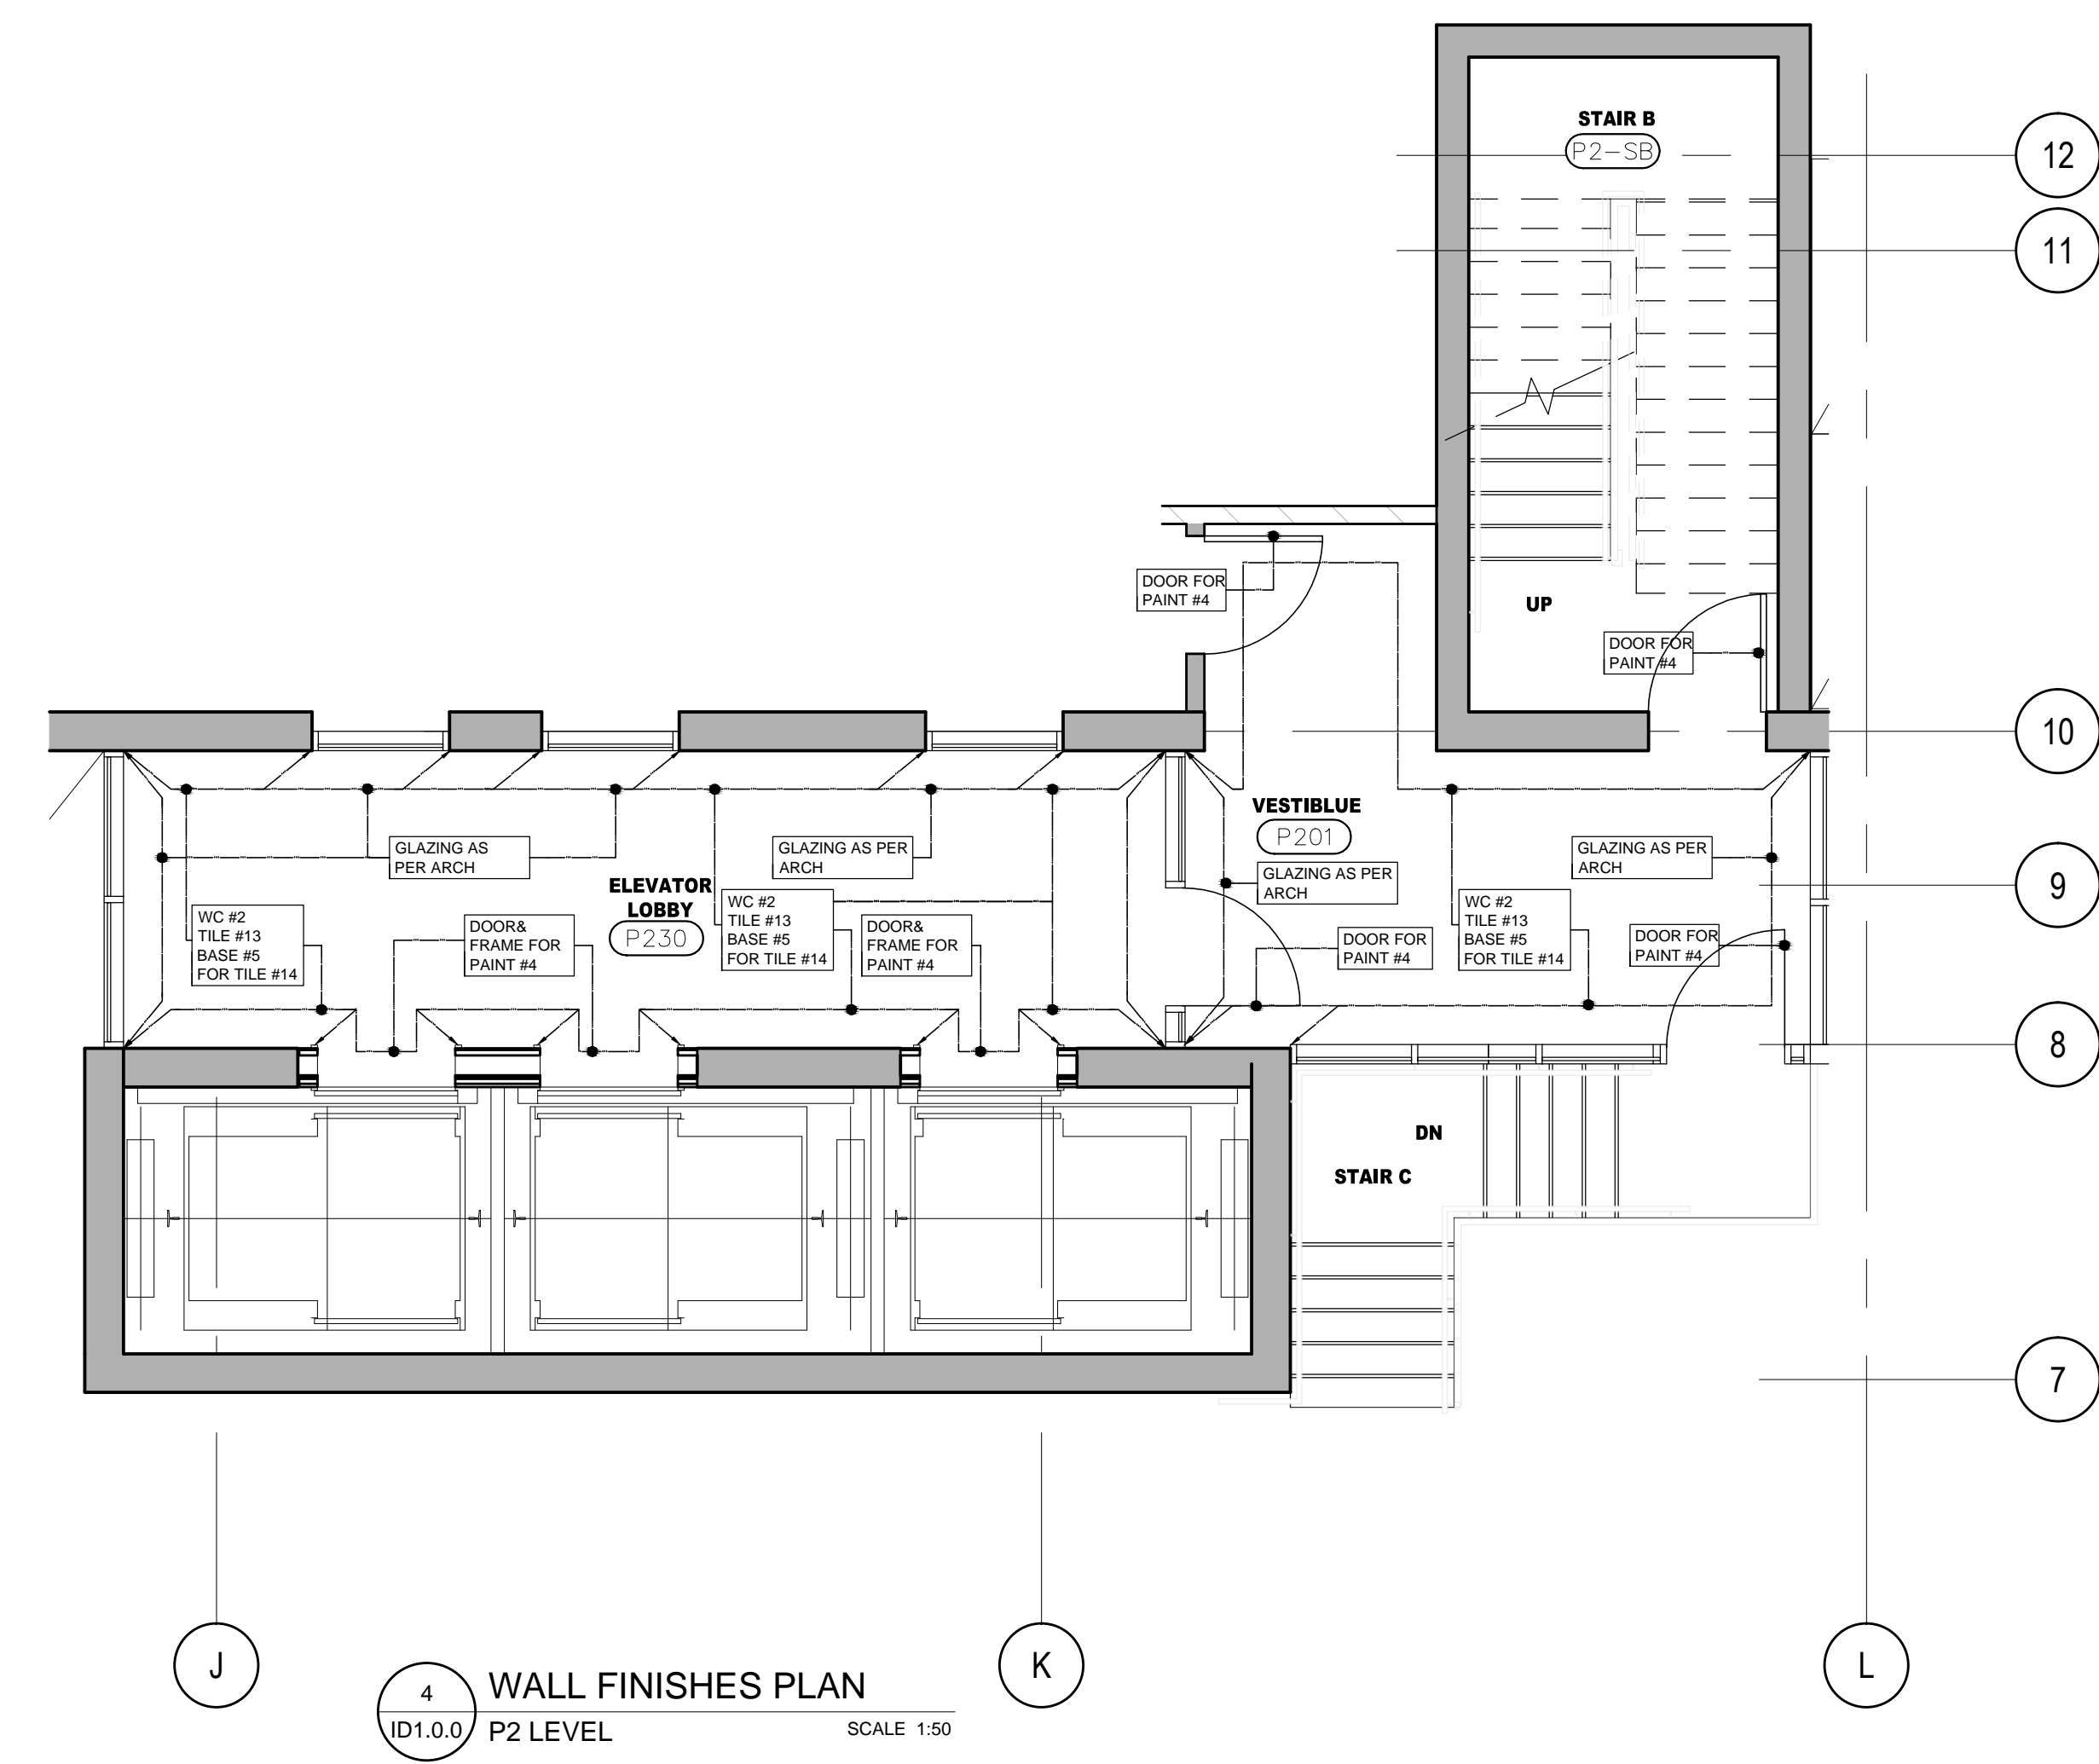 STAIR B
P2-SB
12
11
DOOR FOR
PAINT #4
UP
DOOR FOR
PAINT #4
10
VESTIBLUE
P201
GLAZING AS
PER ARCH
GLAZING AS PER
ARCH
GLAZING AS PER
ARCH
GLAZING AS PER
ARCH
9
ELEVATOR
LOBBY
P230
WC #2
TILE #13
BASE #5
FOR TILE #14
DOOR&
FRAME FOR
PAINT #4
WC #2
TILE #13
BASE #5
FOR TILE #14
DOOR&
FRAME FOR
PAINT #4
DOOR FOR
PAINT #4
WC #2
TILE #13
BASE #5
FOR TILE #14
DOOR FOR
PAINT #4
8
DN
STAIR C
7
J
K
L
4
ID1.0.0
WALL FINISHES PLAN
P2 LEVEL
SCALE 1:50